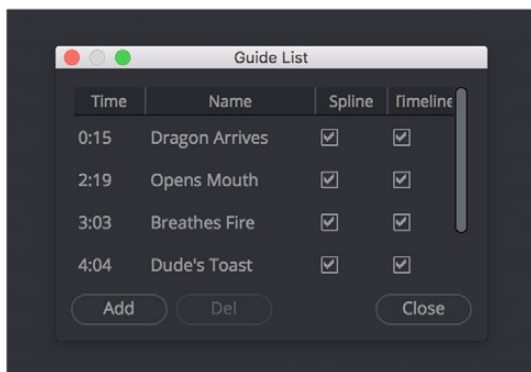 Guide List
Time Name Spline Timeline
0:15 Dragon Arrives
2:19 Opens Mouth
3:03 Breathes Fire
4:04 Dude's Toast
Add Del Close